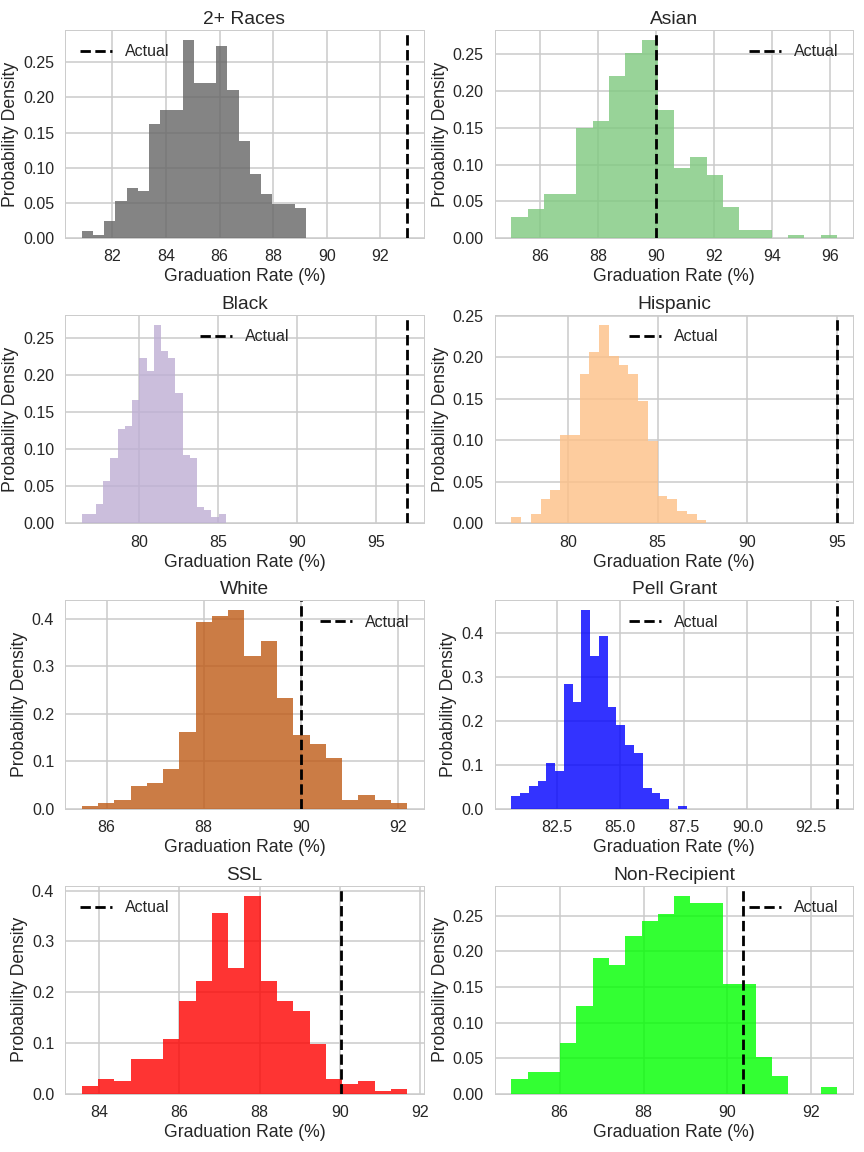 2+ Races
Actual
Probability Density
0.25
0.20
0.15
0.10
0.05
0.00
82 84 86 88 90 92
Graduation Rate (%)
Asian
Actual
Probability Density
0.25
0.20
0.15
0.10
0.05
0.00
86 88 90 92 94 96
Graduation Rate (%)
Black
Actual
Probability Density
0.25
0.20
0.15
0.10
0.05
0.00
80 85 90 95
Graduation Rate (%)
Hispanic
Actual
Probability Density
0.25
0.20
0.15
0.10
0.05
0.00
80 85 90 95
Graduation Rate (%)
White
Actual
Probability Density
0.4
0.3
0.2
0.1
0.0
86 88 90 92
Graduation Rate (%)
Pell Grant
Actual
Probability Density
0.4
0.3
0.2
0.1
0.0
82.5 85.0 87.5 90.0 92.5
Graduation Rate (%)
SSL
Actual
Probability Density
0.4
0.3
0.2
0.1
0.0
84 86 88 90 92
Graduation Rate (%)
Non-Recipient
Actual
Probability Density
0.25
0.20
0.15
0.10
0.05
0.00
86 88 90 92
Graduation Rate (%)